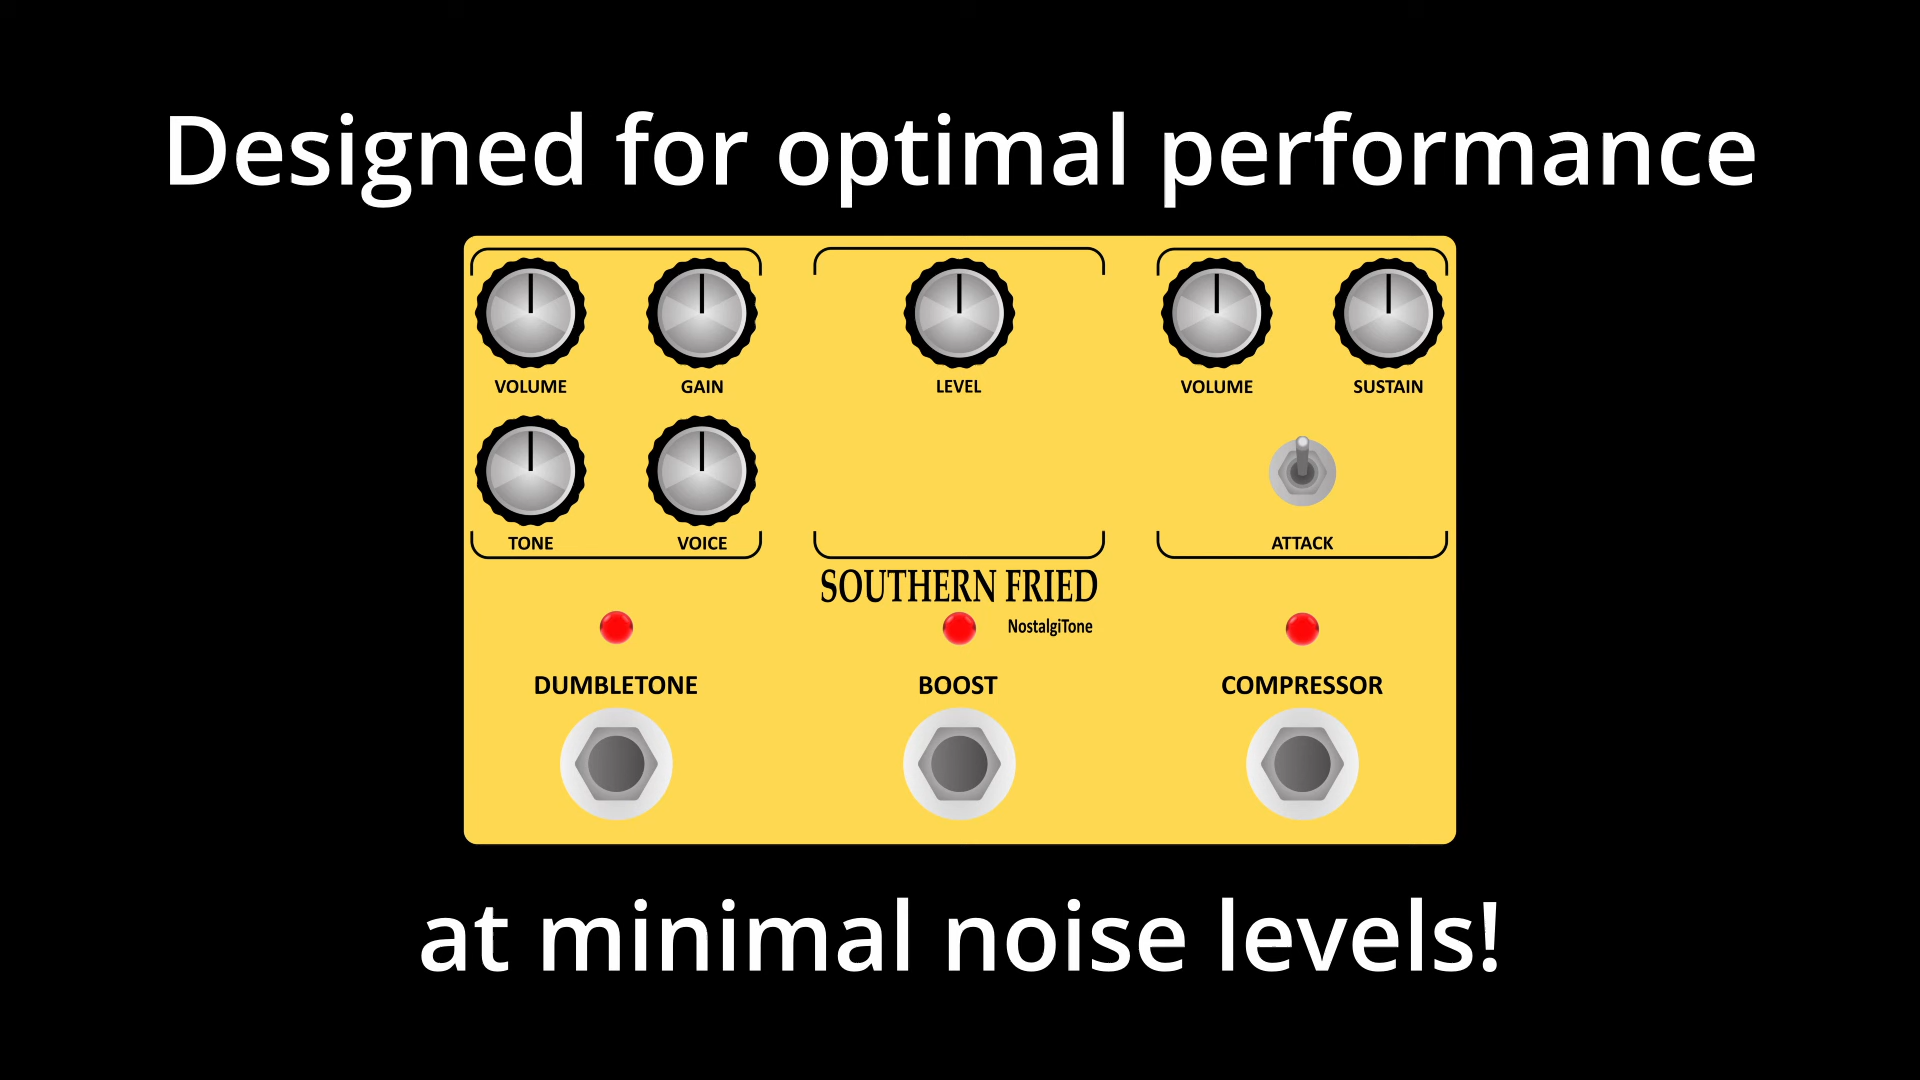 Designed for optimal performance
VOLUME GAIN LEVEL VOLUME SUSTAIN
TONE VOICE ATTACK
SOUTHERN FRIED
NostalgiTone
DUMBLETONE BOOST COMPRESSOR
at minimal noise levels!